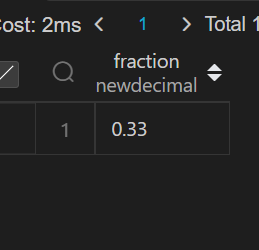 Cost: 2ms < 1 > Total 1
fraction
newdecimal
1 0.33